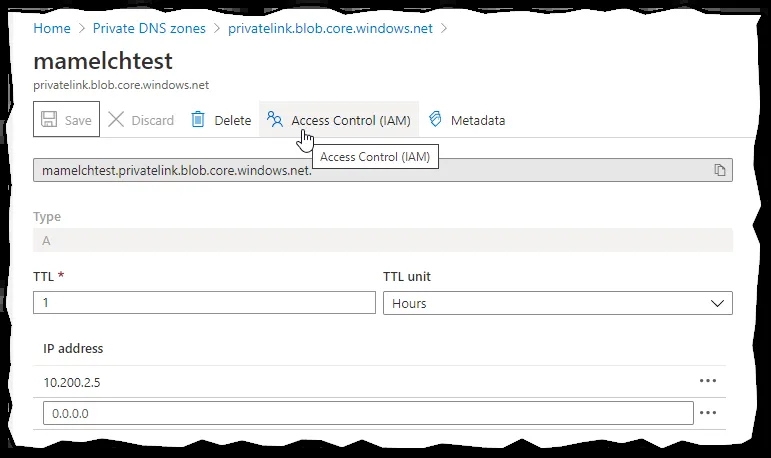 Home > Private DNS zones > privatelink.blob.core.windows.net >
mamelchtest
privatelink.blob.core.windows.net
Save Discard Delete Access Control (IAM) Metadata
Access Control (IAM)
mamelchtest.privatelink.blob.core.windows.net.
Type
A
TTL * TTL unit
1 Hours
IP address
10.200.2.5 •••
0.0.0.0 •••